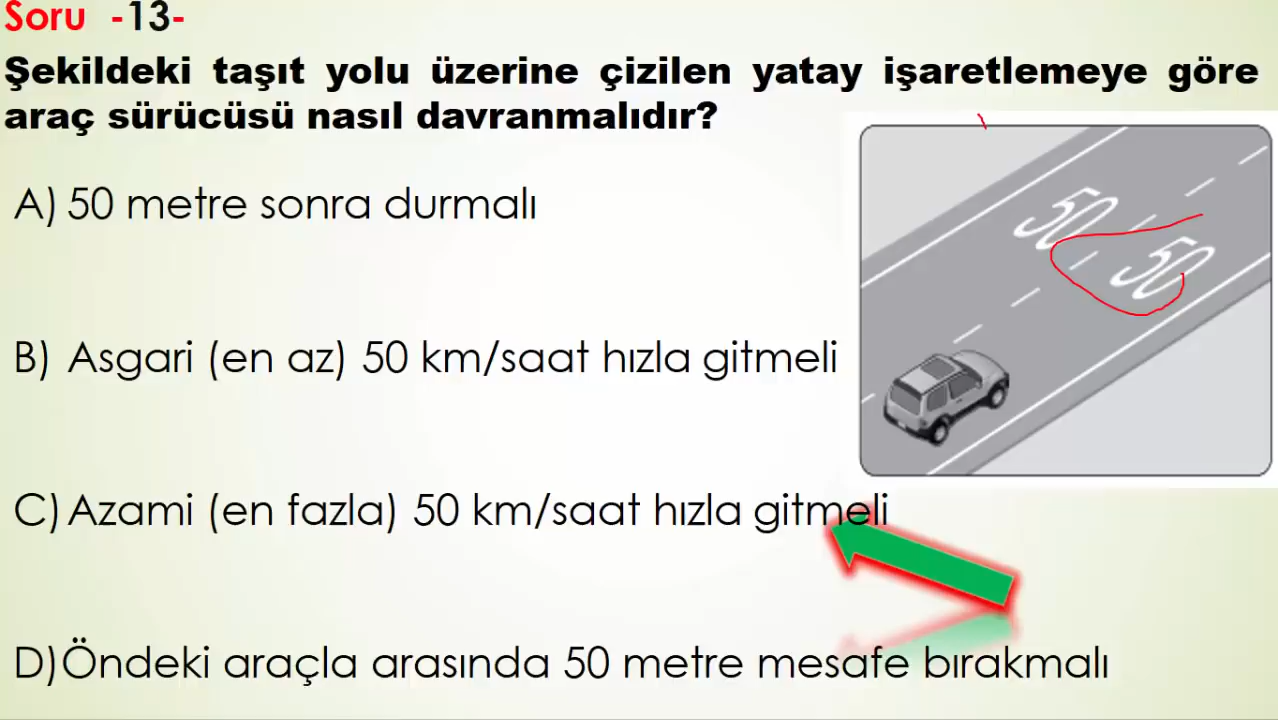 Soru -13-
Şekildeki taşıt yolu üzerine çizilen yatay işaretlemeye göre
araç sürücüsü nasıl davranmalıdır?
A) 50 metre sonra durmalı
50
50
B) Asgari (en az) 50 km/saat hızla gitmeli
C) Azami (en fazla) 50 km/saat hızla gitmeli
D) Öndeki araçla arasında 50 metre mesafe bırakmalı